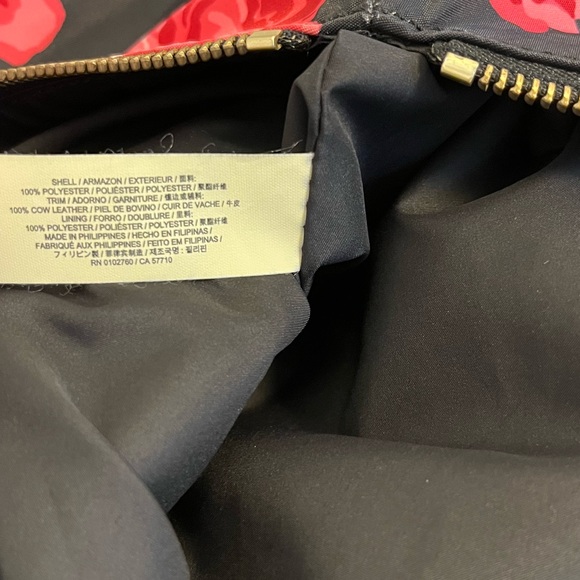 SHELL / ARMAZON / EXTERIEUR / 面料:
100% POLYESTER / POLIÉSTER / POLYESTER / 聚酯纤维
TRIM / ADORNO / GARNITURE / 镶边或辅料:
100% COW LEATHER / PIEL DE BOVINO / CUIR DE VACHE / 牛皮
LINING / FORRO / DOUBLURE / 里料:
100% POLYESTER / POLIÉSTER / POLYESTER / 聚酯纤维
MADE IN PHILIPPINES / HECHO EN FILIPINAS /
FABRIQUÉ AUX PHILIPPINES / FEITO EM FILIPINAS /
フィリピン製 / 菲律宾制造 / 제조국명: 필리핀
RN 0102760 / CA 57710